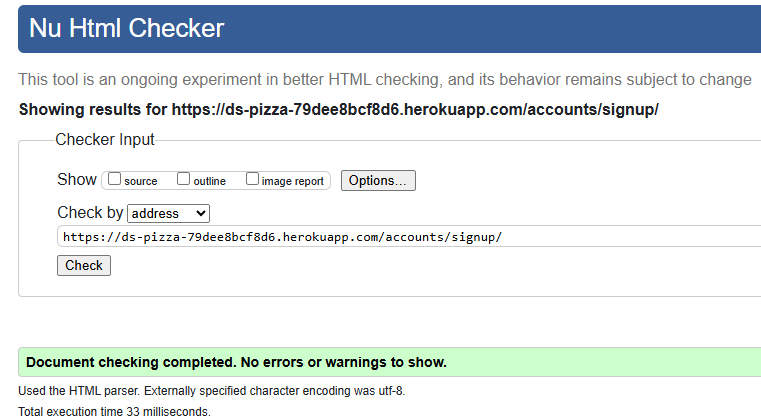 Nu Html Checker
This tool is an ongoing experiment in better HTML checking, and its behavior remains subject to change
Showing results for https://ds-pizza-79dee8bcf8d6.herokuapp.com/accounts/signup/
Checker Input
Show source outline image report Options...
Check by address
https://ds-pizza-79dee8bcf8d6.herokuapp.com/accounts/signup/
Check
Document checking completed. No errors or warnings to show.
Used the HTML parser. Externally specified character encoding was utf-8.
Total execution time 33 milliseconds.